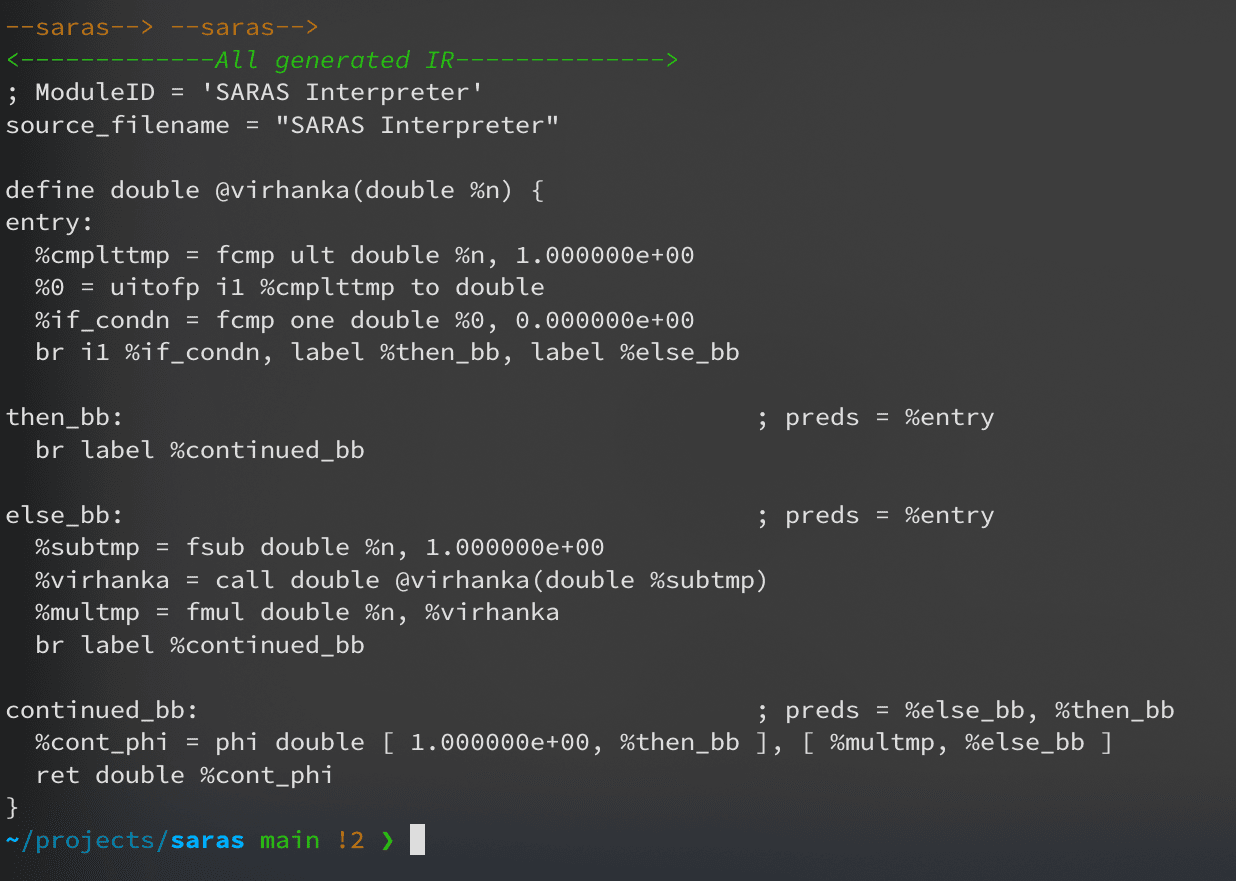 --saras--> --saras-->
<-------------All generated IR-------------->
; ModuleID = 'SARAS Interpreter'
source_filename = "SARAS Interpreter"

define double @virhanka(double %n) {
entry:
  %cmplttmp = fcmp ult double %n, 1.000000e+00
  %0 = uitofp i1 %cmplttmp to double
  %if_condn = fcmp one double %0, 0.000000e+00
  br i1 %if_condn, label %then_bb, label %else_bb

then_bb:                                          ; preds = %entry
  br label %continued_bb

else_bb:                                          ; preds = %entry
  %subtmp = fsub double %n, 1.000000e+00
  %virhanka = call double @virhanka(double %subtmp)
  %multmp = fmul double %n, %virhanka
  br label %continued_bb

continued_bb:                                     ; preds = %else_bb, %then_bb
  %cont_phi = phi double [ 1.000000e+00, %then_bb ], [ %multmp, %else_bb ]
  ret double %cont_phi
}
~/projects/saras main !2 ❯